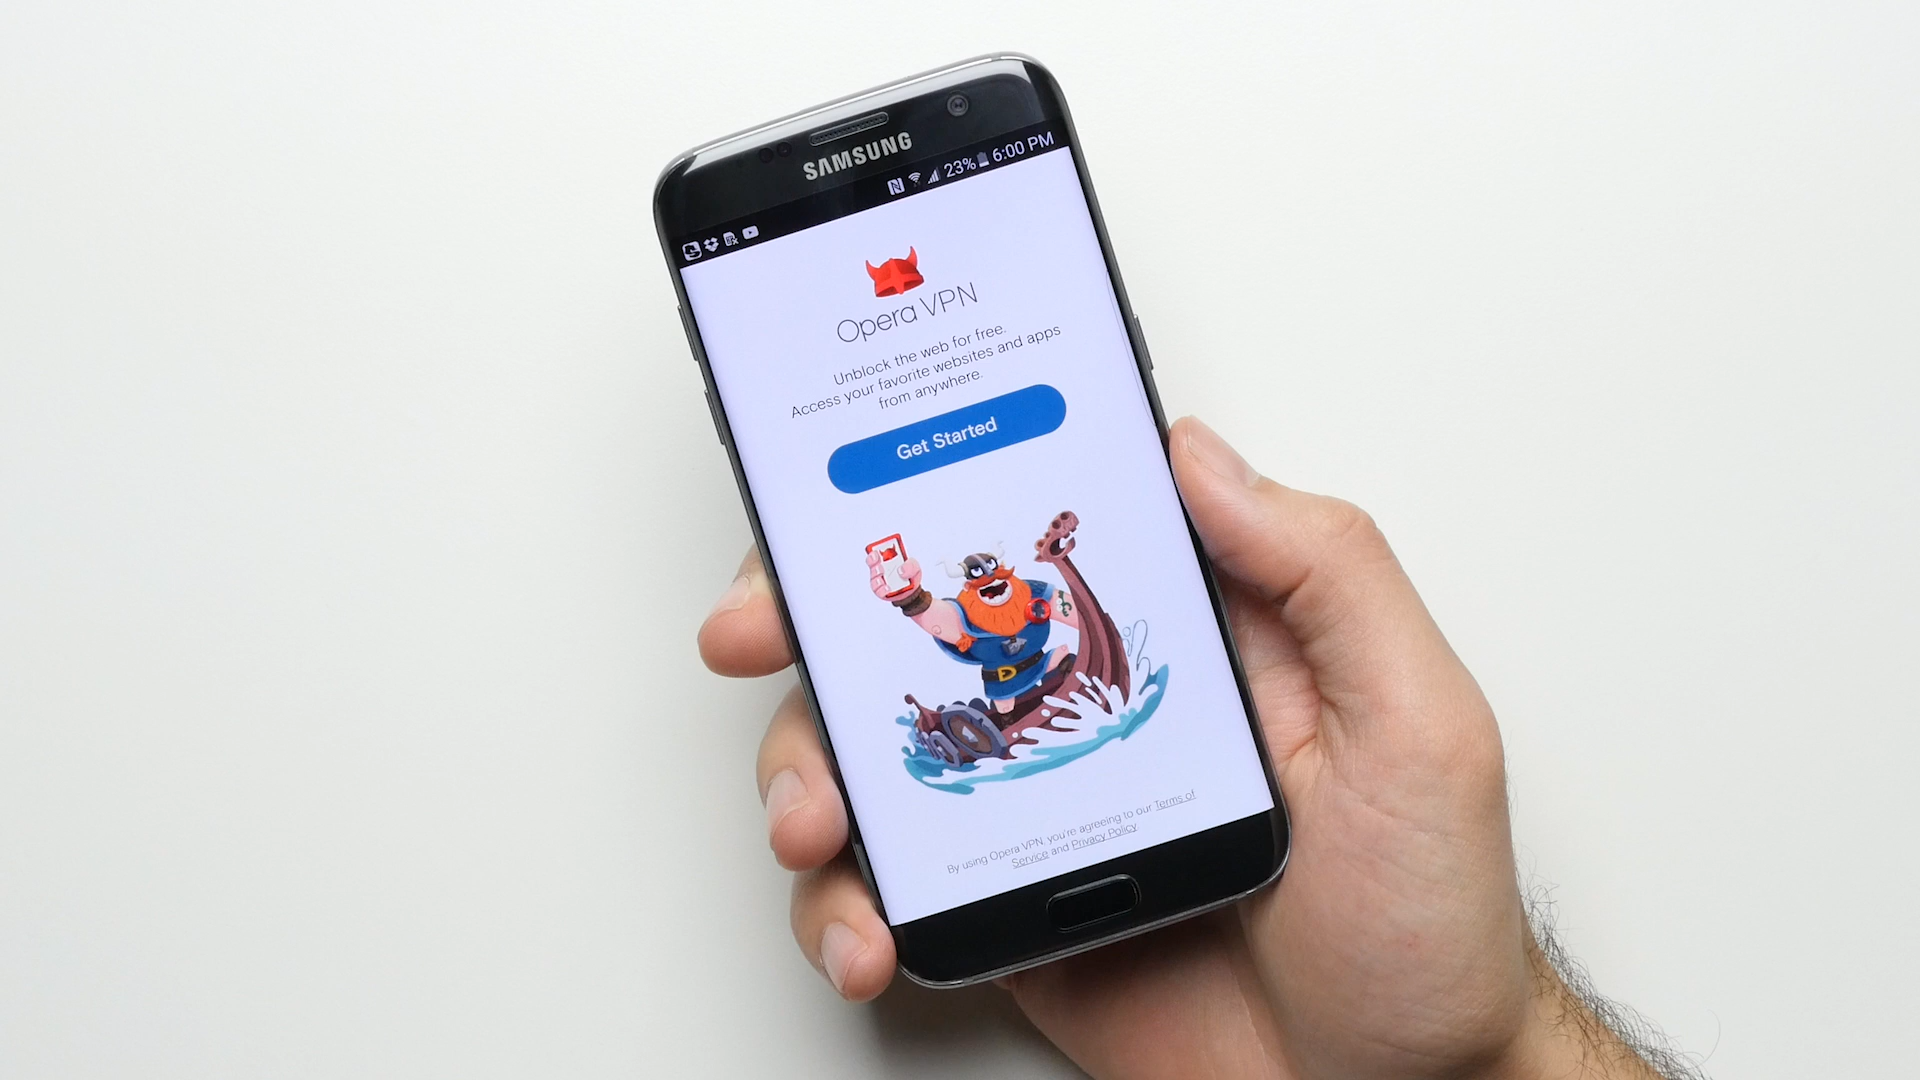 SAMSUNG
23% 6:00 PM
Opera VPN
Unblock the web for free.
Access your favorite websites and apps
from anywhere.
Get Started
By using Opera VPN, you're agreeing to our Terms of
Service and Privacy Policy